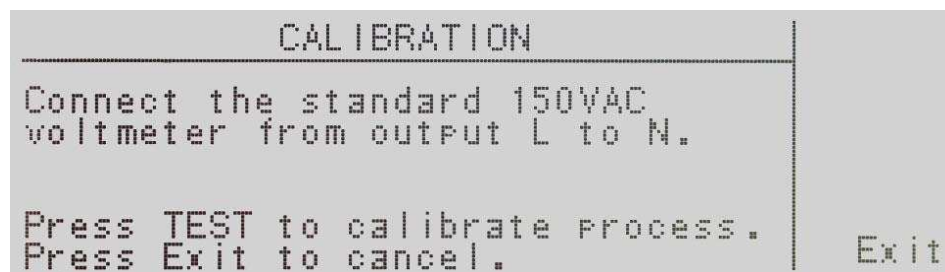 CALIBRATION
Connect the standard 150VAC
voltmeter from output L to N.
Press TEST to calibrate process.
Press Exit to cancel.
Exit